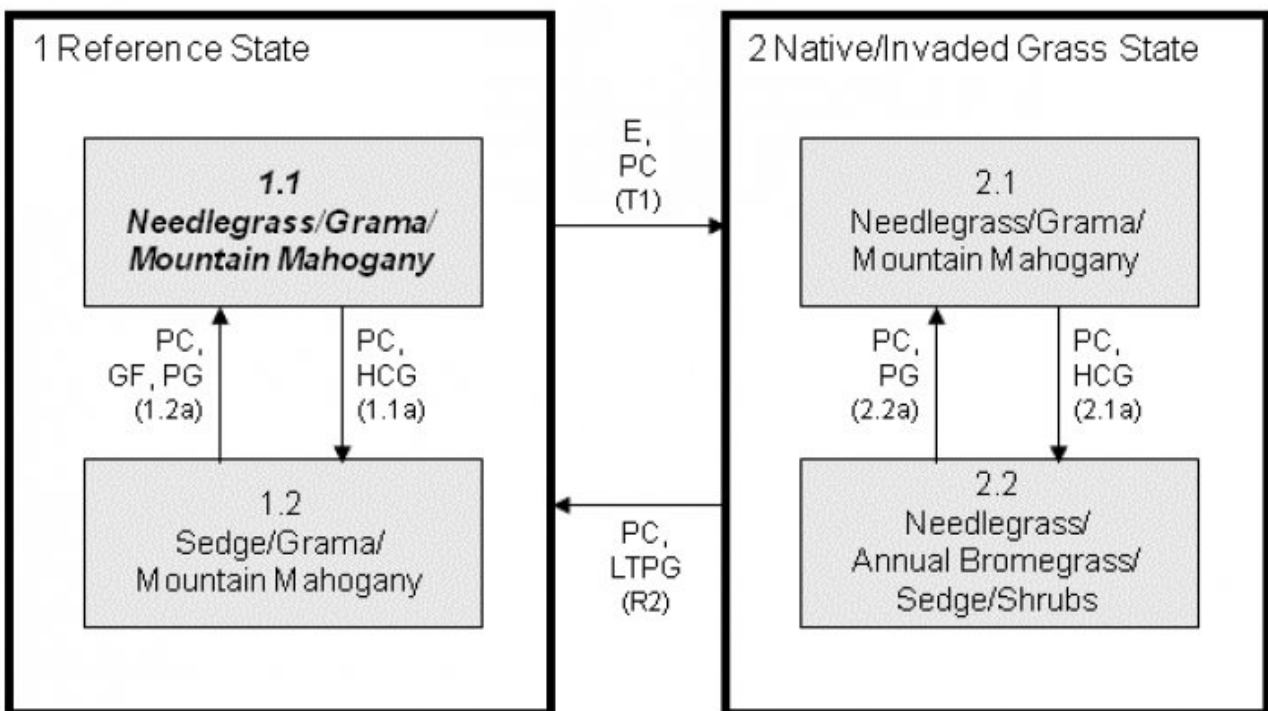 1 Reference State
1.1
Needlegrass/Grama/
Mountain Mahogany
PC,
GF, PG
(1.2a)
PC,
HCG
(1.1a)
1.2
Sedge/Grama/
Mountain Mahogany
E,
PC
(T1)
PC,
LTPG
(R2)
2 Native/Invaded Grass State
2.1
Needlegrass/Grama/
Mountain Mahogany
PC,
PG
(2.2a)
PC,
HCG
(2.1a)
2.2
Needlegrass/
Annual Bromegrass/
Sedge/Shrubs